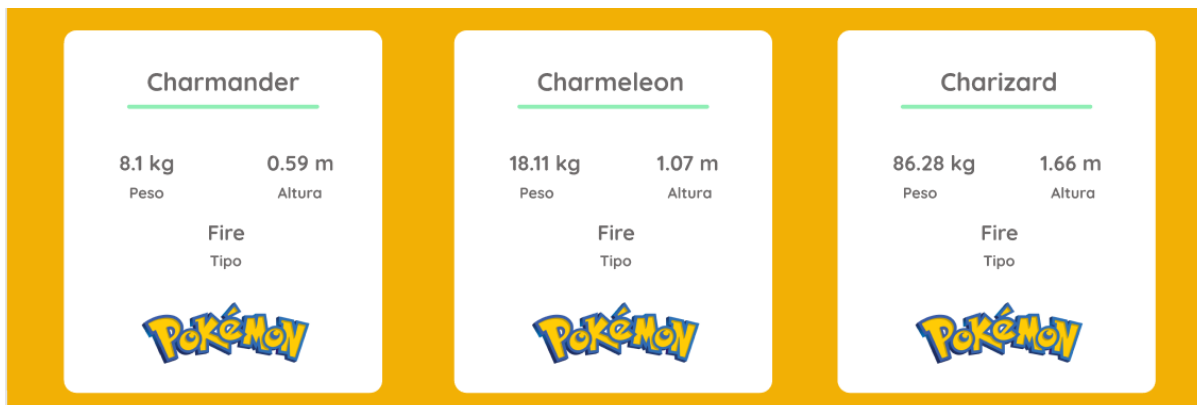 Charmander
8.1 kg 0.59 m
Peso Altura
Fire
Tipo
POKéMON
Charmeleon
18.11 kg 1.07 m
Peso Altura
Fire
Tipo
POKéMON
Charizard
86.28 kg 1.66 m
Peso Altura
Fire
Tipo
POKéMON